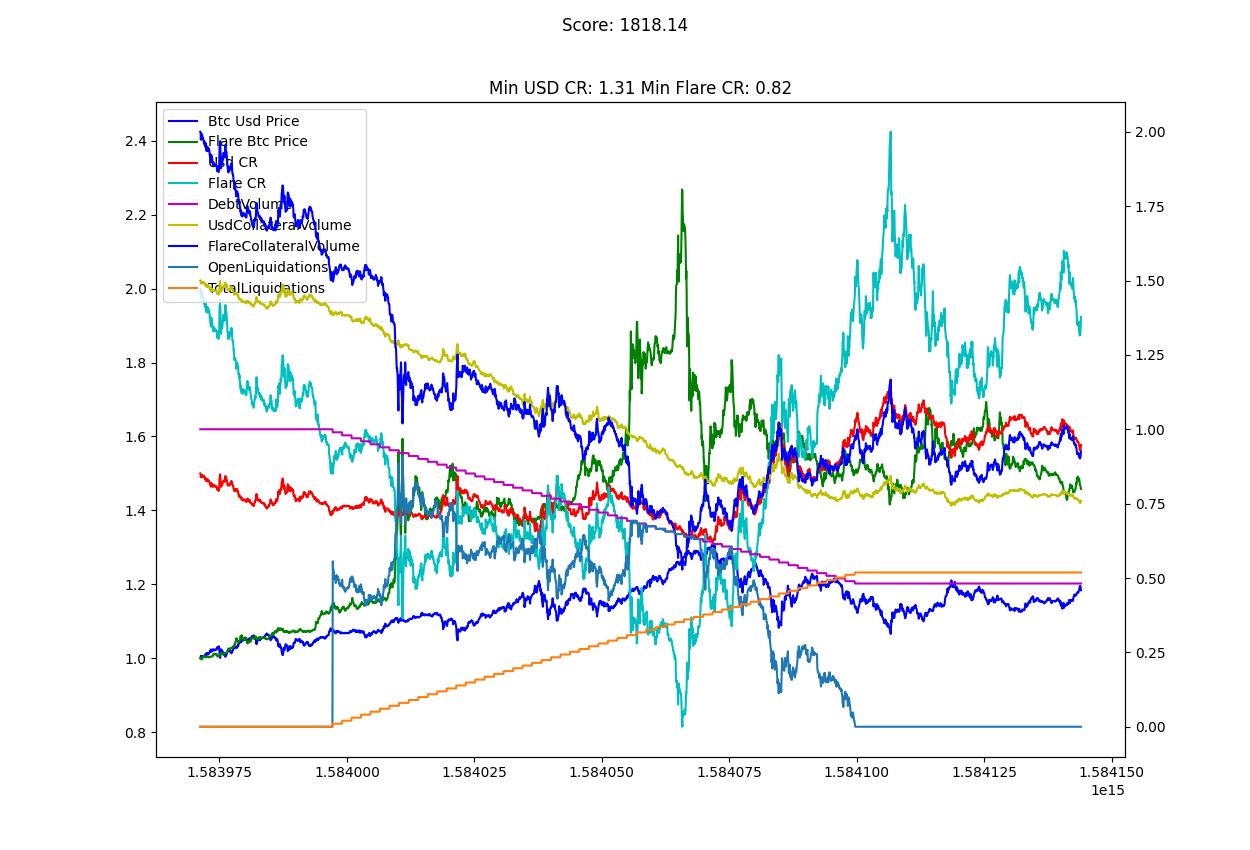 Score: 1818.14
Min USD CR: 1.31 Min Flare CR: 0.82
Btc Usd Price
Flare Btc Price
Usd CR
Flare CR
DebtVolume
UsdCollateralVolume
FlareCollateralVolume
OpenLiquidations
TotalLiquidations
2.4
2.2
2.0
1.8
1.6
1.4
1.2
1.0
0.8
2.00
1.75
1.50
1.25
1.00
0.75
0.50
0.25
0.00
1.583975 1.584000 1.584025 1.584050 1.584075 1.584100 1.584125 1.584150
1e15